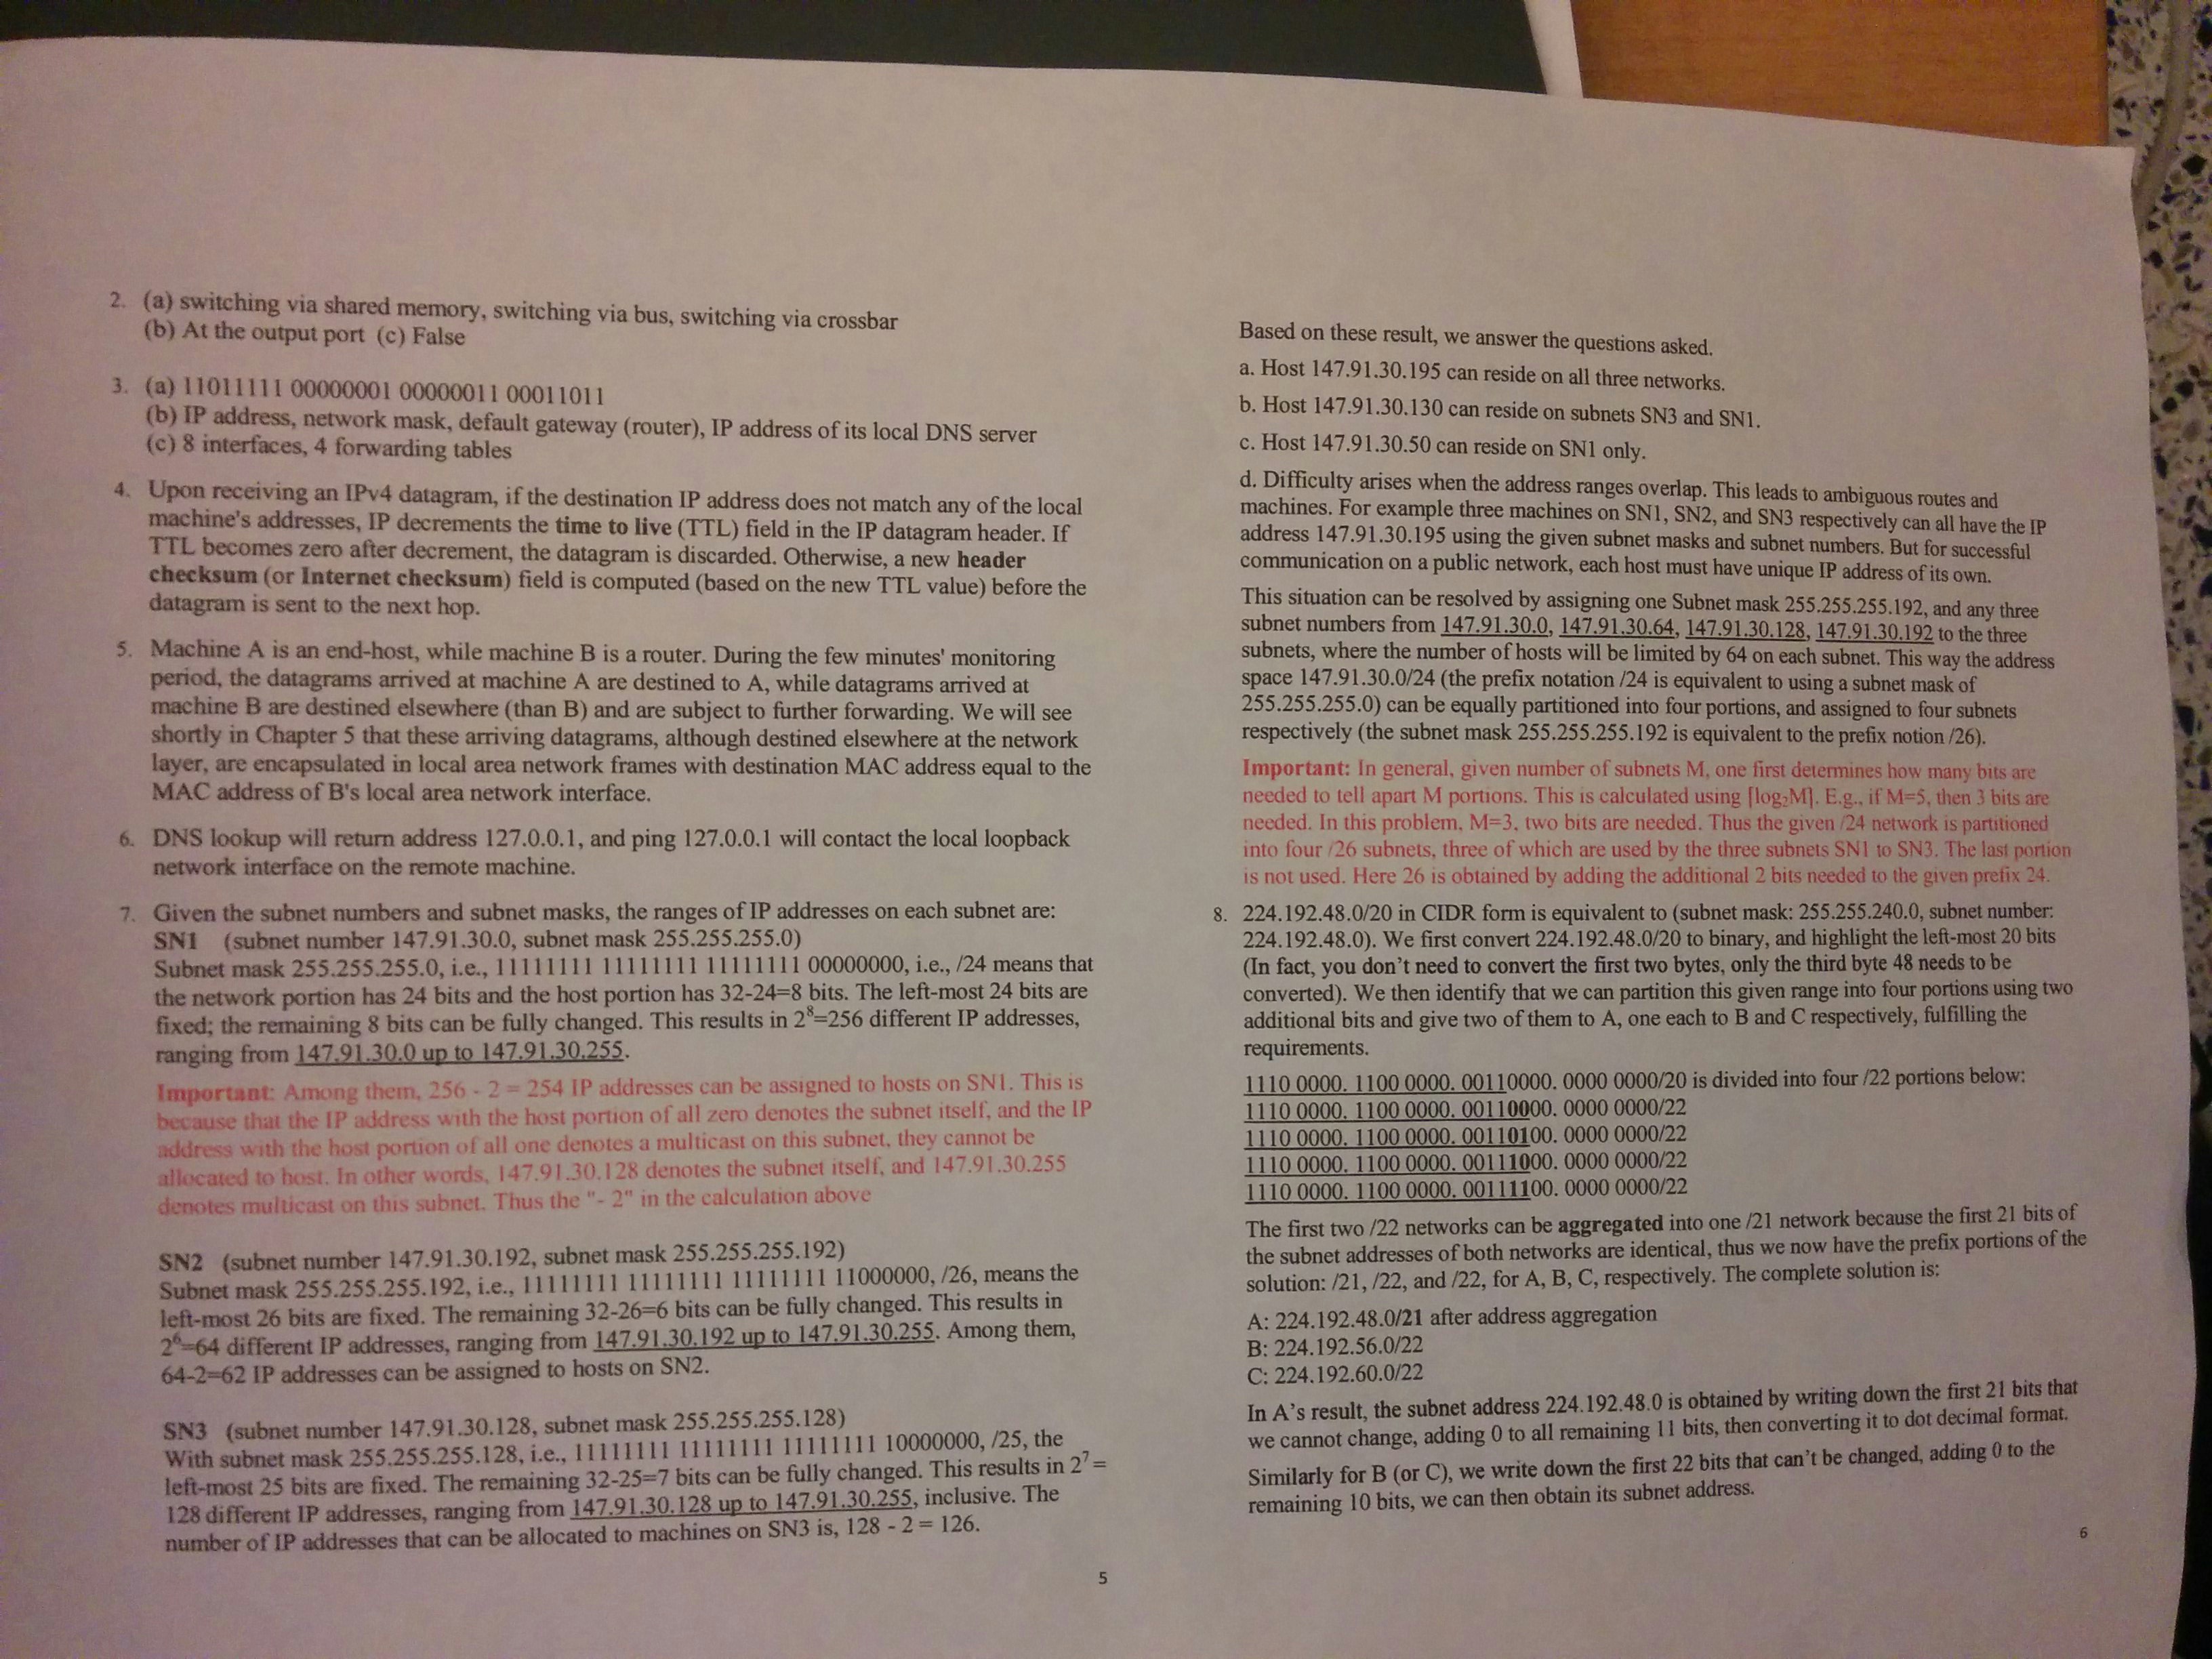 2. (a) switching via shared memory, switching via bus, switching via crossbar
(b) At the output port (c) False
3. (a) 11011111 00000001 00000011 00011011
(b) IP address, network mask, default gateway (router), IP address of its local DNS server
(c) 8 interfaces, 4 forwarding tables
4. Upon receiving an IPv4 datagram, if the destination IP address does not match any of the local
machine's addresses, IP decrements the time to live (TTL) field in the IP datagram header. If
TTL becomes zero after decrement, the datagram is discarded. Otherwise, a new header
checksum (or Internet checksum) field is computed (based on the new TTL value) before the
datagram is sent to the next hop.
5. Machine A is an end-host, while machine B is a router. During the few minutes' monitoring
period, the datagrams arrived at machine A are destined to A, while datagrams arrived at
machine B are destined elsewhere (than B) and are subject to further forwarding. We will see
shortly in Chapter 5 that these arriving datagrams, although destined elsewhere at the network
layer, are encapsulated in local area network frames with destination MAC address equal to the
MAC address of B's local area network interface.
6. DNS lookup will return address 127.0.0.1, and ping 127.0.0.1 will contact the local loopback
network interface on the remote machine.
7. Given the subnet numbers and subnet masks, the ranges of IP addresses on each subnet are:
SN1 (subnet number 147.91.30.0, subnet mask 255.255.255.0)
Subnet mask 255.255.255.0, i.e., 11111111 11111111 11111111 00000000, i.e., /24 means that
the network portion has 24 bits and the host portion has 32-24=8 bits. The left-most 24 bits are
fixed; the remaining 8 bits can be fully changed. This results in 2⁸=256 different IP addresses,
ranging from 147.91.30.0 up to 147.91.30.255.
Important: Among them, 256 - 2 = 254 IP addresses can be assigned to hosts on SN1. This is
because that the IP address with the host portion of all zero denotes the subnet itself, and the IP
address with the host portion of all one denotes a multicast on this subnet, they cannot be
allocated to host. In other words, 147.91.30.128 denotes the subnet itself, and 147.91.30.255
denotes multicast on this subnet. Thus the "- 2" in the calculation above
SN2 (subnet number 147.91.30.192, subnet mask 255.255.255.192)
Subnet mask 255.255.255.192, i.e., 11111111 11111111 11111111 11000000, /26, means the
left-most 26 bits are fixed. The remaining 32-26=6 bits can be fully changed. This results in
2⁶=64 different IP addresses, ranging from 147.91.30.192 up to 147.91.30.255. Among them,
64-2=62 IP addresses can be assigned to hosts on SN2.
SN3 (subnet number 147.91.30.128, subnet mask 255.255.255.128)
With subnet mask 255.255.255.128, i.e., 11111111 11111111 11111111 10000000, /25, the
left-most 25 bits are fixed. The remaining 32-25=7 bits can be fully changed. This results in 2⁷ =
128 different IP addresses, ranging from 147.91.30.128 up to 147.91.30.255, inclusive. The
number of IP addresses that can be allocated to machines on SN3 is, 128 - 2 = 126.
5
Based on these result, we answer the questions asked.
a. Host 147.91.30.195 can reside on all three networks.
b. Host 147.91.30.130 can reside on subnets SN3 and SN1.
c. Host 147.91.30.50 can reside on SN1 only.
d. Difficulty arises when the address ranges overlap. This leads to ambiguous routes and
machines. For example three machines on SN1, SN2, and SN3 respectively can all have the IP
address 147.91.30.195 using the given subnet masks and subnet numbers. But for successful
communication on a public network, each host must have unique IP address of its own.
This situation can be resolved by assigning one Subnet mask 255.255.255.192, and any three
subnet numbers from 147.91.30.0, 147.91.30.64, 147.91.30.128, 147.91.30.192 to the three
subnets, where the number of hosts will be limited by 64 on each subnet. This way the address
space 147.91.30.0/24 (the prefix notation /24 is equivalent to using a subnet mask of
255.255.255.0) can be equally partitioned into four portions, and assigned to four subnets
respectively (the subnet mask 255.255.255.192 is equivalent to the prefix notion /26).
Important: In general, given number of subnets M, one first determines how many bits are
needed to tell apart M portions. This is calculated using ⌈log₂M⌉. E.g., if M=5, then 3 bits are
needed. In this problem, M=3, two bits are needed. Thus the given /24 network is partitioned
into four /26 subnets, three of which are used by the three subnets SN1 to SN3. The last portion
is not used. Here 26 is obtained by adding the additional 2 bits needed to the given prefix 24.
8. 224.192.48.0/20 in CIDR form is equivalent to (subnet mask: 255.255.240.0, subnet number:
224.192.48.0). We first convert 224.192.48.0/20 to binary, and highlight the left-most 20 bits
(In fact, you don't need to convert the first two bytes, only the third byte 48 needs to be
converted). We then identify that we can partition this given range into four portions using two
additional bits and give two of them to A, one each to B and C respectively, fulfilling the
requirements.
1110 0000. 1100 0000. 00110000. 0000 0000/20 is divided into four /22 portions below:
1110 0000. 1100 0000. 00110000. 0000 0000/22
1110 0000. 1100 0000. 00110100. 0000 0000/22
1110 0000. 1100 0000. 00111000. 0000 0000/22
1110 0000. 1100 0000. 00111100. 0000 0000/22
The first two /22 networks can be aggregated into one /21 network because the first 21 bits of
the subnet addresses of both networks are identical, thus we now have the prefix portions of the
solution: /21, /22, and /22, for A, B, C, respectively. The complete solution is:
A: 224.192.48.0/21 after address aggregation
B: 224.192.56.0/22
C: 224.192.60.0/22
In A's result, the subnet address 224.192.48.0 is obtained by writing down the first 21 bits that
we cannot change, adding 0 to all remaining 11 bits, then converting it to dot decimal format.
Similarly for B (or C), we write down the first 22 bits that can't be changed, adding 0 to the
remaining 10 bits, we can then obtain its subnet address.
6